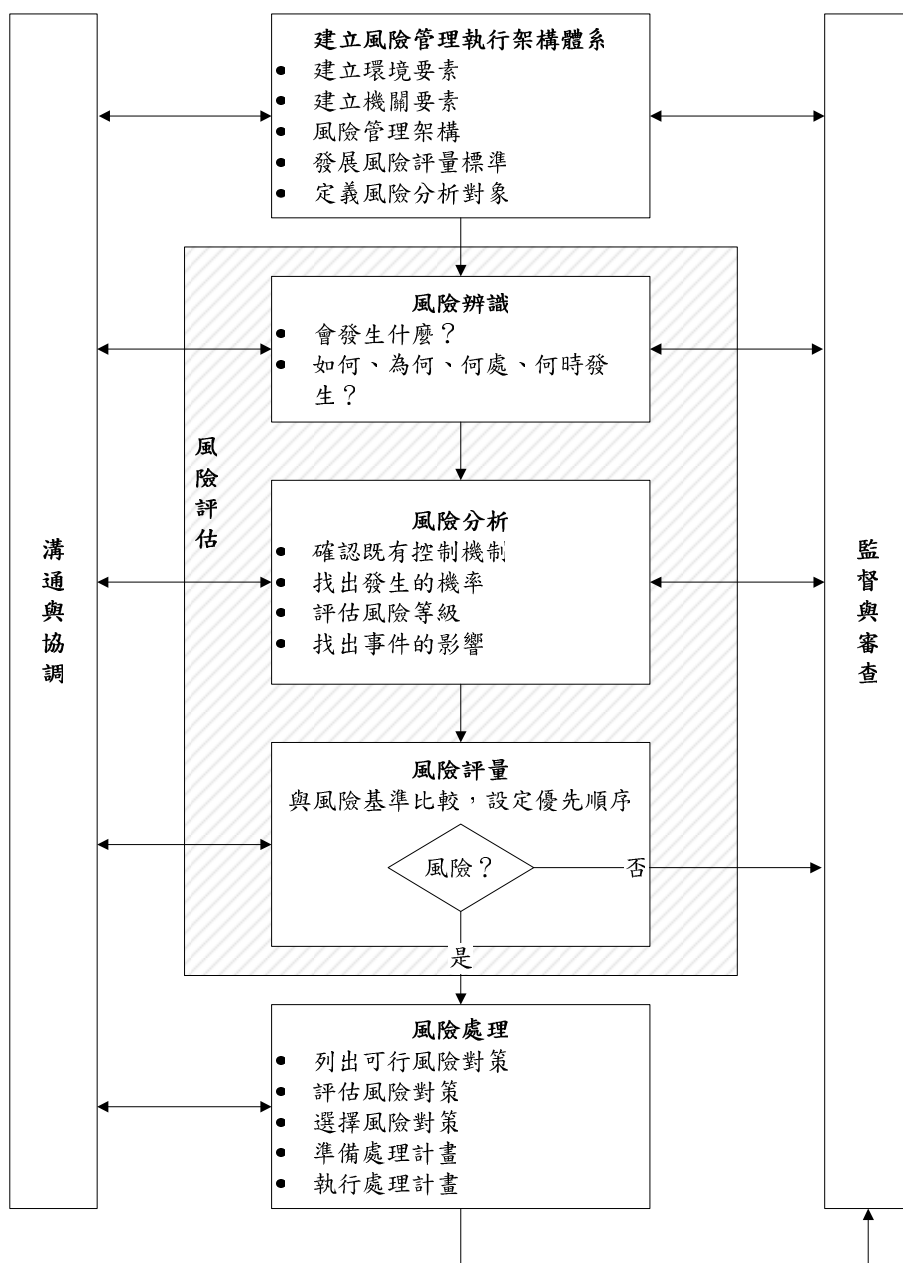 建立風險管理執行架構體系
● 建立環境要素
● 建立機關要素
● 風險管理架構
● 發展風險評量標準
● 定義風險分析對象
風險辨識
● 會發生什麼？
● 如何、為何、何處、何時發
生？
風險評估
風險分析
● 確認既有控制機制
● 找出發生的機率
● 評估風險等級
● 找出事件的影響
溝通與協調
監督與審查
風險評量
與風險基準比較，設定優先順序
風險？
否
是
風險處理
● 列出可行風險對策
● 評估風險對策
● 選擇風險對策
● 準備處理計畫
● 執行處理計畫